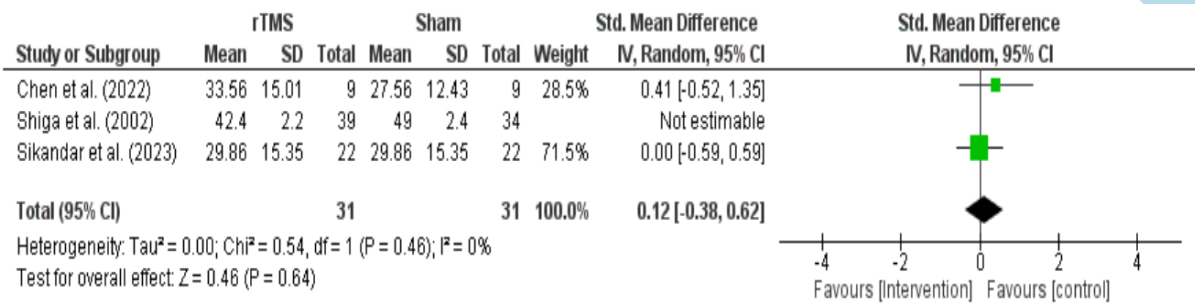 rTMS Sham Std. Mean Difference Std. Mean Difference
Study or Subgroup Mean SD Total Mean SD Total Weight IV, Random, 95% CI IV, Random, 95% CI
Chen et al. (2022) 33.56 15.01 9 27.56 12.43 9 28.5% 0.41 [-0.52, 1.35]
Shiga et al. (2002) 42.4 2.2 39 49 2.4 34 Not estimable
Sikandar et al. (2023) 29.86 15.35 22 29.86 15.35 22 71.5% 0.00 [-0.59, 0.59]
Total (95% CI) 31 31 100.0% 0.12 [-0.38, 0.62]
Heterogeneity: Tau² = 0.00; Chi² = 0.54, df = 1 (P = 0.46); I² = 0%
Test for overall effect: Z = 0.46 (P = 0.64)
-4 -2 0 2 4
Favours [Intervention] Favours [control]